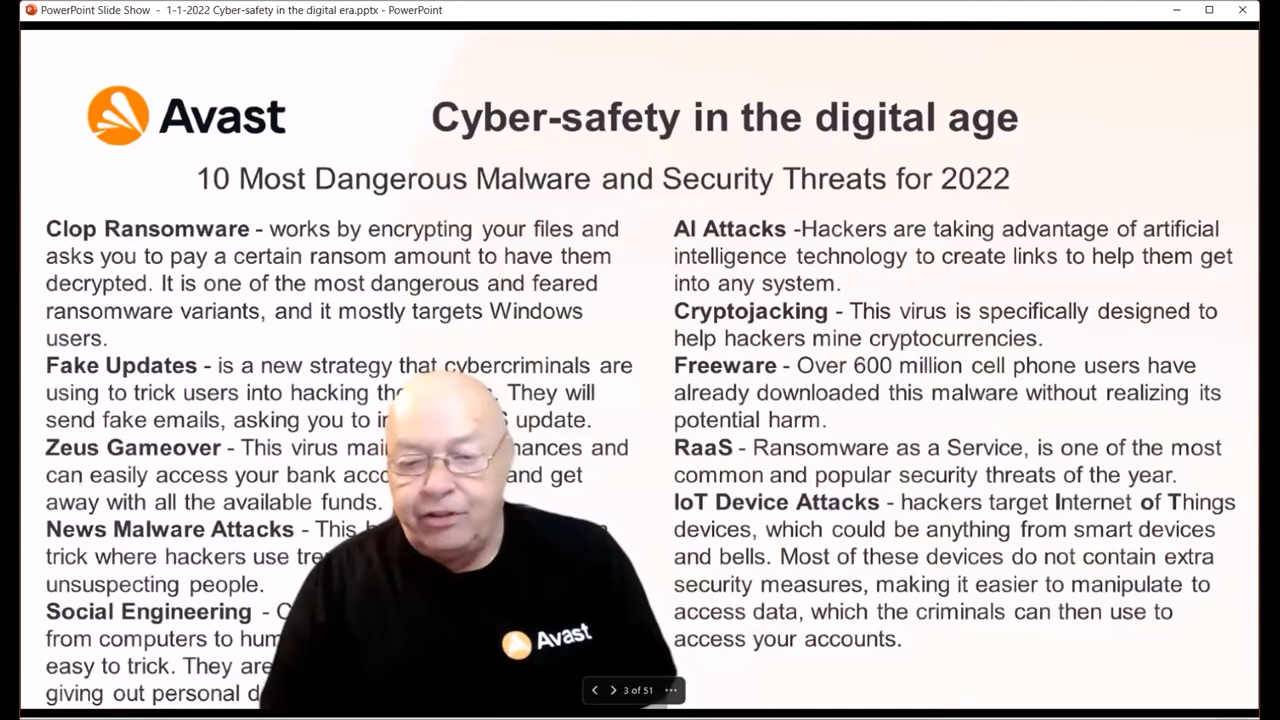 PowerPoint Slide Show - 1-1-2022 Cyber-safety in the digital era.pptx - PowerPoint
Avast
Cyber-safety in the digital age
10 Most Dangerous Malware and Security Threats for 2022
Clop Ransomware - works by encrypting your files and
asks you to pay a certain ransom amount to have them
decrypted. It is one of the most dangerous and feared
ransomware variants, and it mostly targets Windows
users.
Fake Updates - is a new strategy that cybercriminals are
using to trick users into hacking They will
send fake emails, asking you to update.
Zeus Gameover - This virus and
can easily access your bank and get
away with all the available funds.
News Malware Attacks - This
trick where hackers use
unsuspecting people.
Social Engineering -
from computers to
easy to trick. They are
giving out personal
AI Attacks -Hackers are taking advantage of artificial
intelligence technology to create links to help them get
into any system.
Cryptojacking - This virus is specifically designed to
help hackers mine cryptocurrencies.
Freeware - Over 600 million cell phone users have
already downloaded this malware without realizing its
potential harm.
RaaS - Ransomware as a Service, is one of the most
common and popular security threats of the year.
IoT Device Attacks - hackers target Internet of Things
devices, which could be anything from smart devices
and bells. Most of these devices do not contain extra
security measures, making it easier to manipulate to
access data, which the criminals can then use to
access your accounts.
Avast
3 of 51